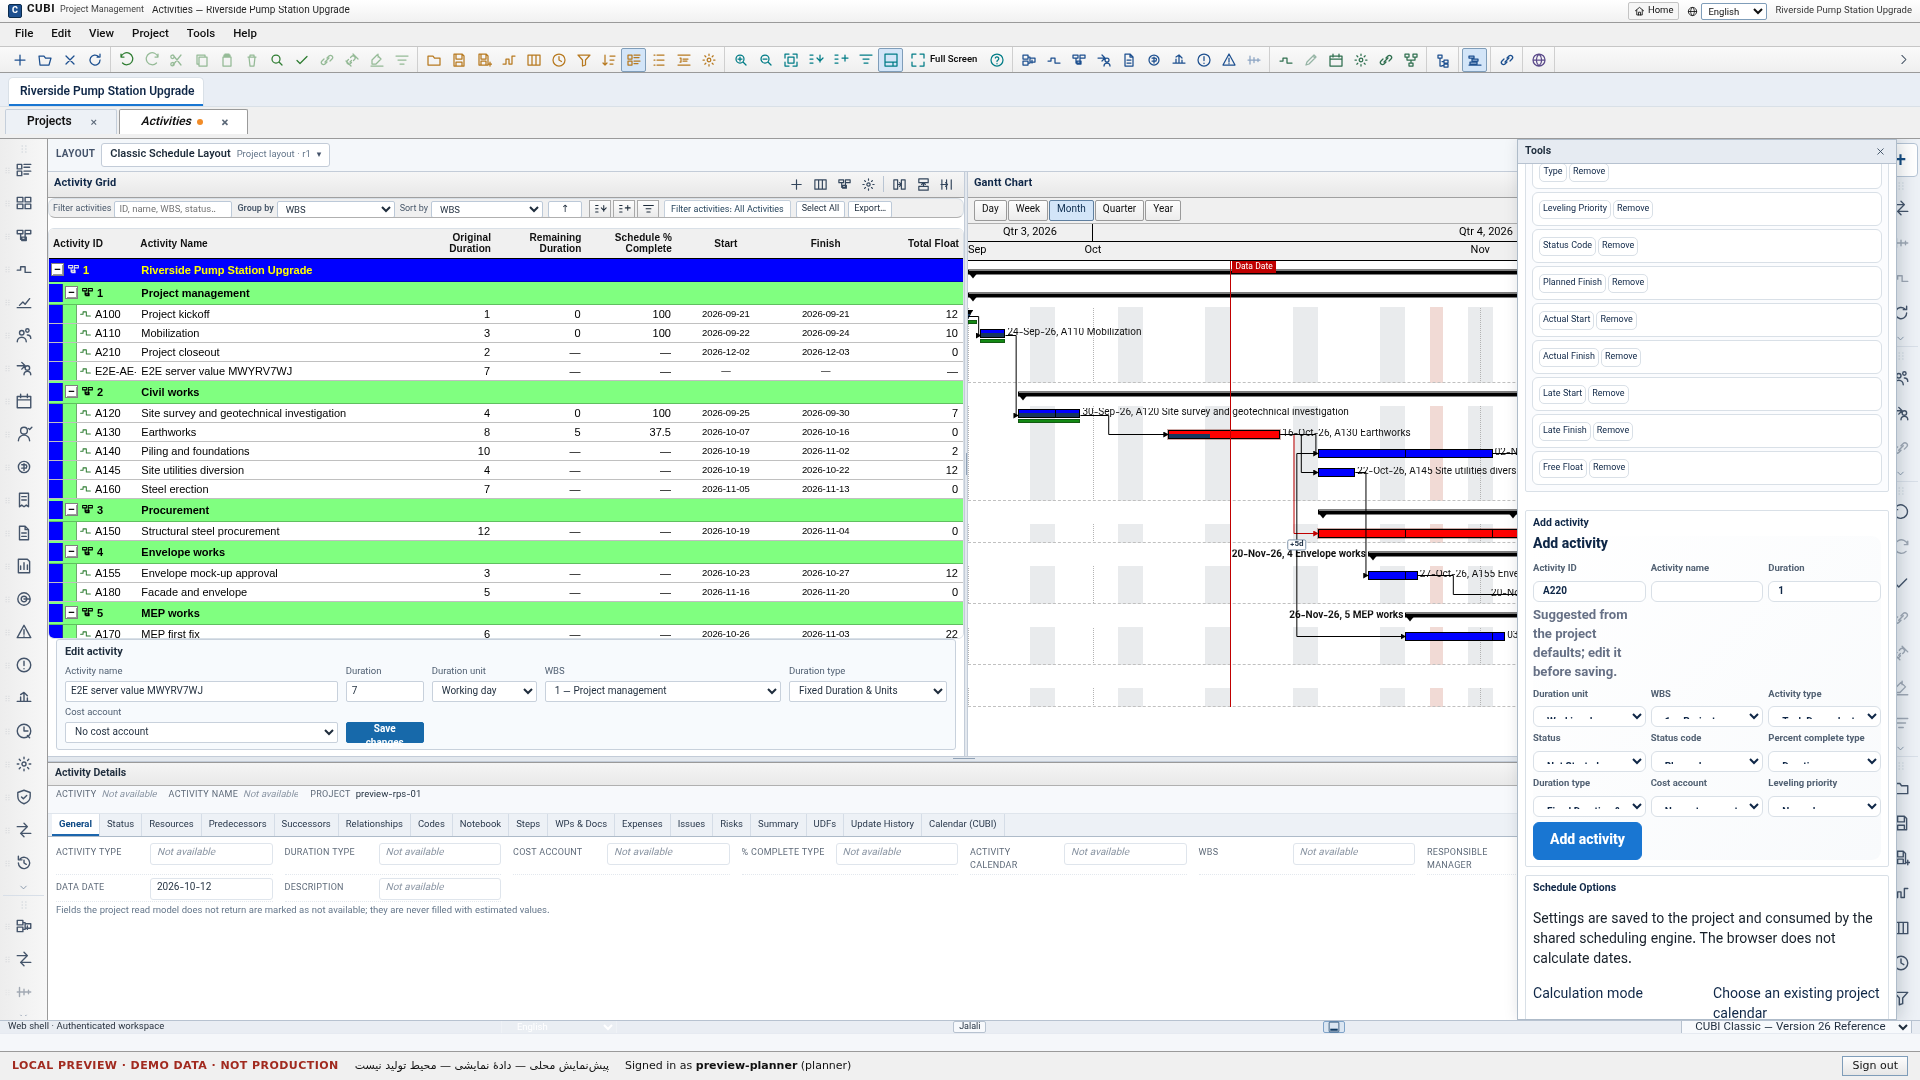 CUBI Project Management Activities — Riverside Pump Station Upgrade
Home English Riverside Pump Station Upgrade
File Edit View Project Tools Help
Full Screen
Riverside Pump Station Upgrade
Projects × Activities ×
LAYOUT Classic Schedule Layout Project layout · r1
Activity Grid
Filter activities ID, name, WBS, status.. Group by WBS Sort by WBS ↑ Filter activities: All Activities Select All Export...
Activity ID Activity Name Original Duration Remaining Duration Schedule % Complete Start Finish Total Float
1 Riverside Pump Station Upgrade
1 Project management
A100 Project kickoff 1 0 100 2026-09-21 2026-09-21 12
A110 Mobilization 3 0 100 2026-09-22 2026-09-24 10
A210 Project closeout 2 — — 2026-12-02 2026-12-03 0
E2E-AE- E2E server value MWYRV7WJ 7 — — — — —
2 Civil works
A120 Site survey and geotechnical investigation 4 0 100 2026-09-25 2026-09-30 7
A130 Earthworks 8 5 37.5 2026-10-07 2026-10-16 0
A140 Piling and foundations 10 — — 2026-10-19 2026-11-02 2
A145 Site utilities diversion 4 — — 2026-10-19 2026-10-22 12
A160 Steel erection 7 — — 2026-11-05 2026-11-13 0
3 Procurement
A150 Structural steel procurement 12 — — 2026-10-19 2026-11-04 0
4 Envelope works
A155 Envelope mock-up approval 3 — — 2026-10-23 2026-10-27 12
A180 Facade and envelope 5 — — 2026-11-16 2026-11-20 0
5 MEP works
A170 MEP first fix 6 — — 2026-10-26 2026-11-03 22
Edit activity
Activity name Duration Duration unit WBS Duration type
E2E server value MWYRV7WJ 7 Working day 1 — Project management Fixed Duration & Units
Cost account
No cost account Save changes
Gantt Chart
Day Week Month Quarter Year
Qtr 3, 2026 Qtr 4, 2026
Sep Oct Nov
Data Date
24-Sep-26, A110 Mobilization
30-Sep-26, A120 Site survey and geotechnical investigation
16-Oct-26, A130 Earthworks
02-N
22-Oct-26, A145 Site utilities divers
+5d
20-Nov-26, 4 Envelope works
27-Oct-26, A155 Enve
20-No
26-Nov-26, 5 MEP works
03
Activity Details
ACTIVITY Not available ACTIVITY NAME Not available PROJECT preview-rps-01
General Status Resources Predecessors Successors Relationships Codes Notebook Steps WPs & Docs Expenses Issues Risks Summary UDFs Update History Calendar (CUBI)
ACTIVITY TYPE Not available DURATION TYPE Not available COST ACCOUNT Not available % COMPLETE TYPE Not available ACTIVITY CALENDAR Not available WBS Not available RESPONSIBLE MANAGER
DATA DATE 2026-10-12 DESCRIPTION Not available
Fields the project read model does not return are marked as not available; they are never filled with estimated values.
Tools ×
Type Remove
Leveling Priority Remove
Status Code Remove
Planned Finish Remove
Actual Start Remove
Actual Finish Remove
Late Start Remove
Late Finish Remove
Free Float Remove
Add activity
Add activity
Activity ID Activity name Duration
A220 1
Suggested from
the project
defaults; edit it
before saving.
Duration unit WBS Activity type
Status Status code Percent complete type
Duration type Cost account Leveling priority
Add activity
Schedule Options
Settings are saved to the project and consumed by the
shared scheduling engine. The browser does not
calculate dates.
Calculation mode Choose an existing project
calendar
Web shell · Authenticated workspace English Jalali CUBI Classic — Version 26 Reference
LOCAL PREVIEW · DEMO DATA · NOT PRODUCTION پیش‌نمایش محلی — دادهٔ نمایشی — محیط تولید نیست Signed in as preview-planner (planner) Sign out